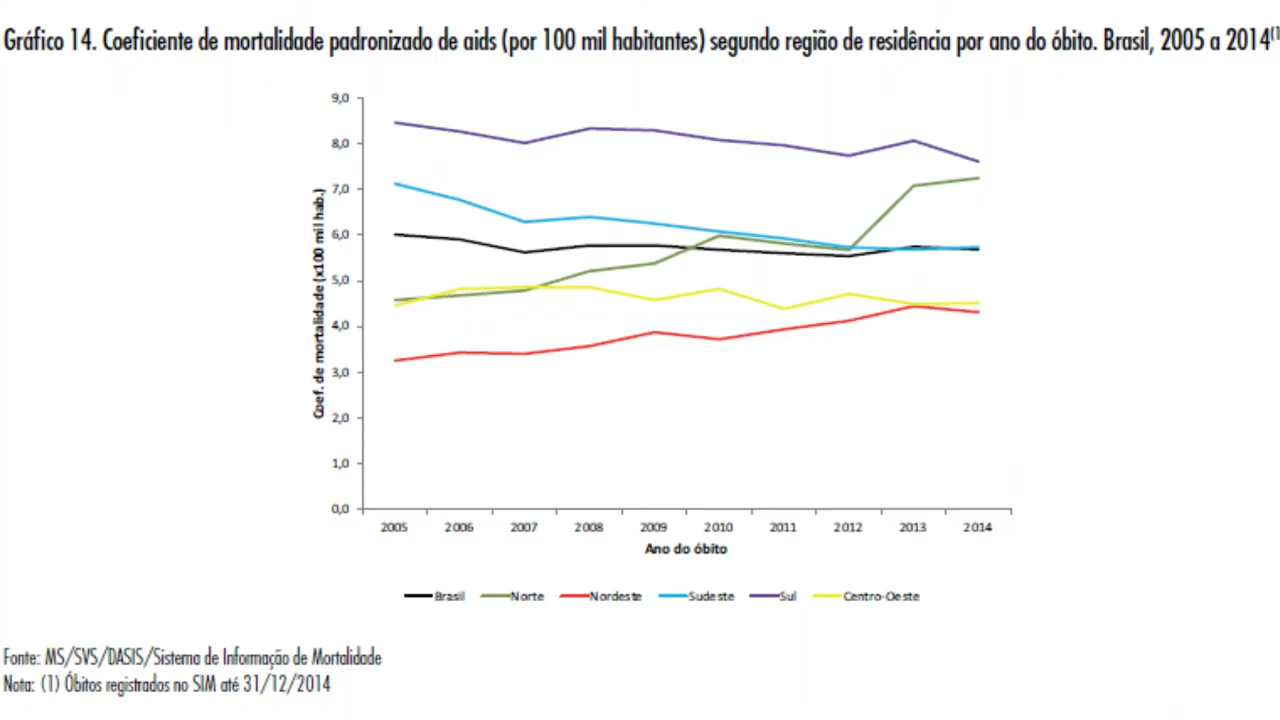 Gráfico 14. Coeficiente de mortalidade padronizado de aids (por 100 mil habitantes) segundo região de residência por ano do óbito. Brasil, 2005 a 2014(1
9,0
8,0
7,0
6,0
5,0
4,0
3,0
2,0
1,0
0,0
Coef. de mortalidade (x100 mil hab.)
2005 2006 2007 2008 2009 2010 2011 2012 2013 2014
Ano do óbito
Brasil Norte Nordeste Sudeste Sul Centro-Oeste
Fonte: MS/SVS/DASIS/Sistema de Informação de Mortalidade
Nota: (1) Óbitos registrados no SIM até 31/12/2014